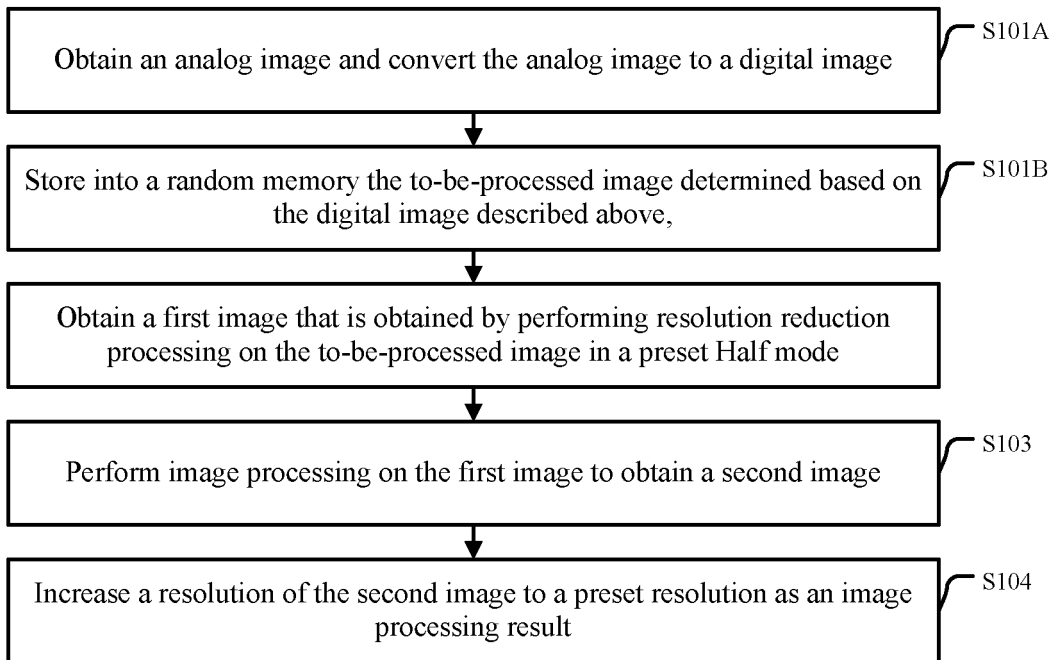 Obtain an analog image and convert the analog image to a digital image
S101A
Store into a random memory the to-be-processed image determined based on
the digital image described above,
S101B
Obtain a first image that is obtained by performing resolution reduction
processing on the to-be-processed image in a preset Half mode
Perform image processing on the first image to obtain a second image
S103
Increase a resolution of the second image to a preset resolution as an image
processing result
S104